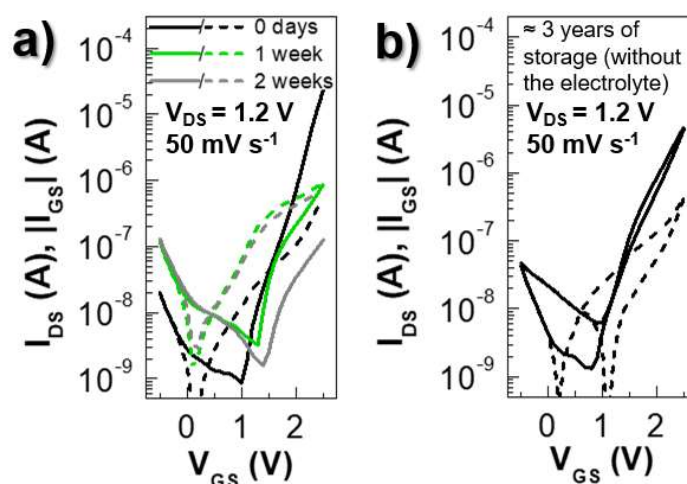 a)
0 days
1 week
2 weeks
V_DS = 1.2 V
50 mV s⁻¹
I_DS (A), ||I_GS| (A)
10⁻⁴
10⁻⁵
10⁻⁶
10⁻⁷
10⁻⁸
10⁻⁹
0 1 2
V_GS (V)
b)
≈ 3 years of
storage (without
the electrolyte)
V_DS = 1.2 V
50 mV s⁻¹
I_DS (A), ||I_GS| (A)
10⁻⁴
10⁻⁵
10⁻⁶
10⁻⁷
10⁻⁸
10⁻⁹
0 1 2
V_GS (V)